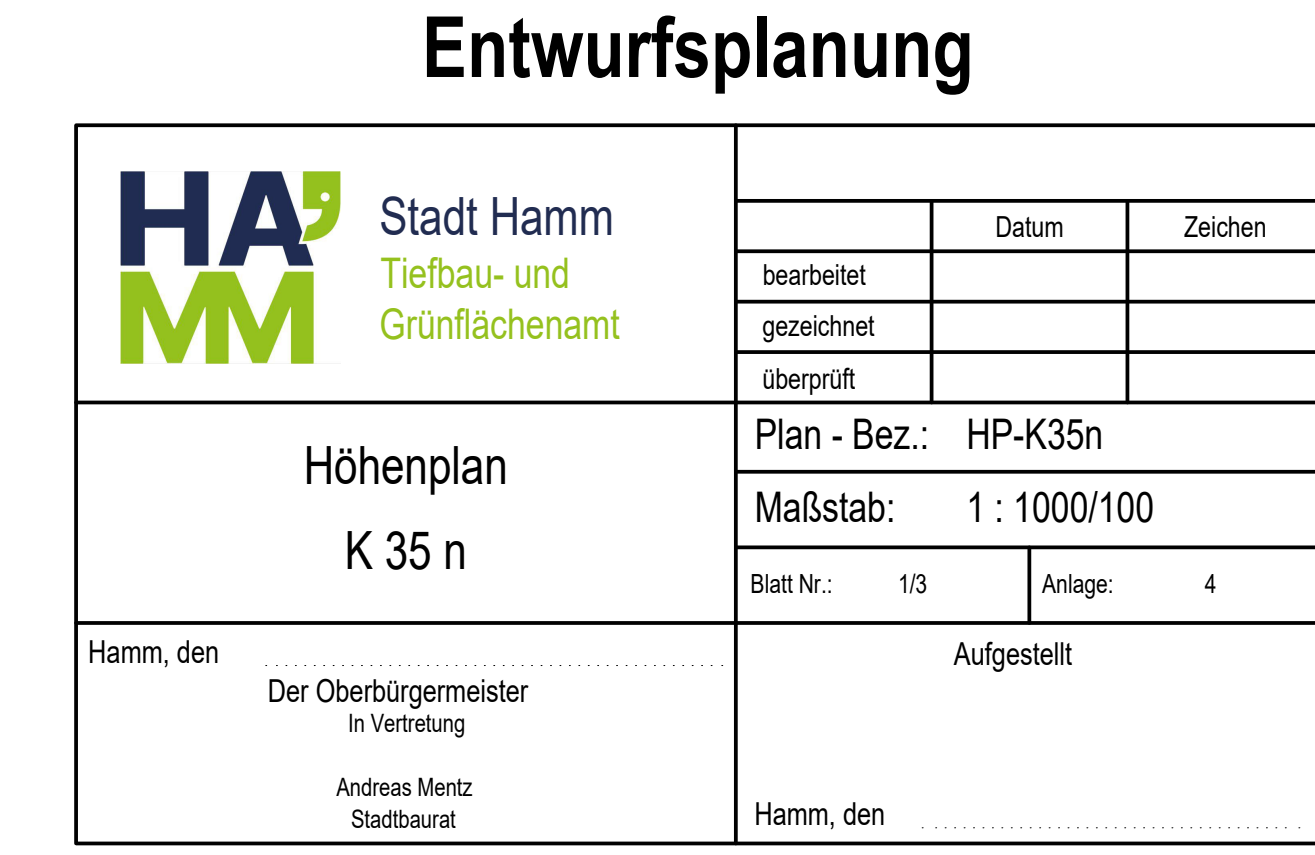 Entwurfsplanung
HA'
MM
Stadt Hamm
Tiefbau- und
Grünflächenamt
Datum Zeichen
bearbeitet
gezeichnet
überprüft
Höhenplan
K 35 n
Plan - Bez.: HP-K35n
Maßstab: 1 : 1000/100
Blatt Nr.: 1/3 Anlage: 4
Hamm, den
Der Oberbürgermeister
In Vertretung
Andreas Mentz
Stadtbaurat
Aufgestellt
Hamm, den